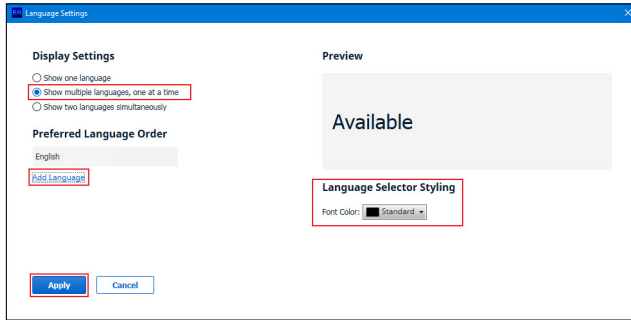 RA Language Settings
Display Settings
Show one language
Show multiple languages, one at a time
Show two languages simultaneously
Preferred Language Order
English
Add Language
Apply
Cancel
Preview
Available
Language Selector Styling
Font Color: Standard